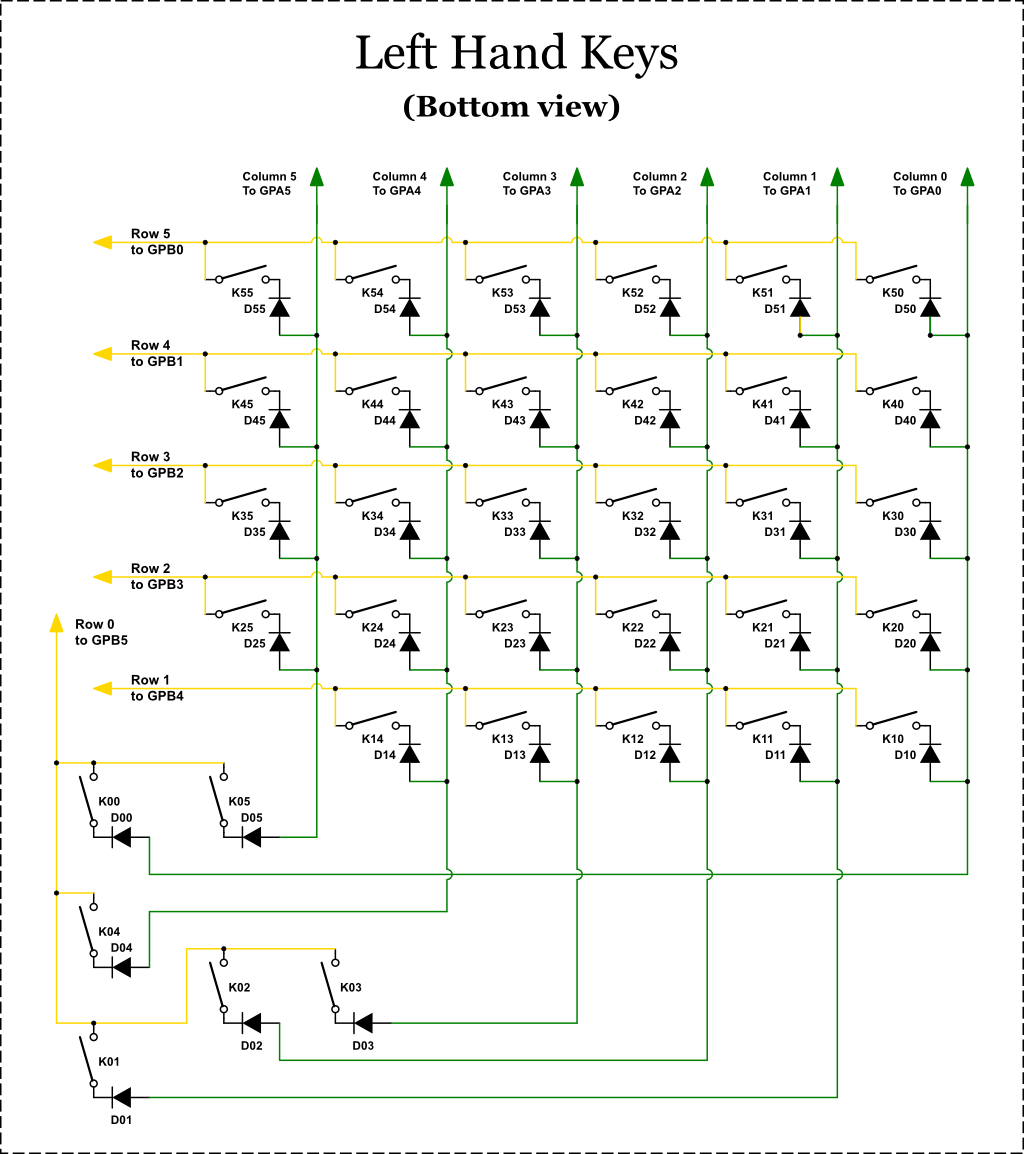 Left Hand Keys
(Bottom view)
Column 5
To GPA5
Column 4
To GPA4
Column 3
To GPA3
Column 2
To GPA2
Column 1
To GPA1
Column 0
To GPA0
Row 5
to GPB0
K55
D55
K54
D54
K53
D53
K52
D52
K51
D51
K50
D50
Row 4
to GPB1
K45
D45
K44
D44
K43
D43
K42
D42
K41
D41
K40
D40
Row 3
to GPB2
K35
D35
K34
D34
K33
D33
K32
D32
K31
D31
K30
D30
Row 2
to GPB3
K25
D25
K24
D24
K23
D23
K22
D22
K21
D21
K20
D20
Row 0
to GPB5
Row 1
to GPB4
K14
D14
K13
D13
K12
D12
K11
D11
K10
D10
K00
D00
K05
D05
K04
D04
K02
D02
K03
D03
K01
D01